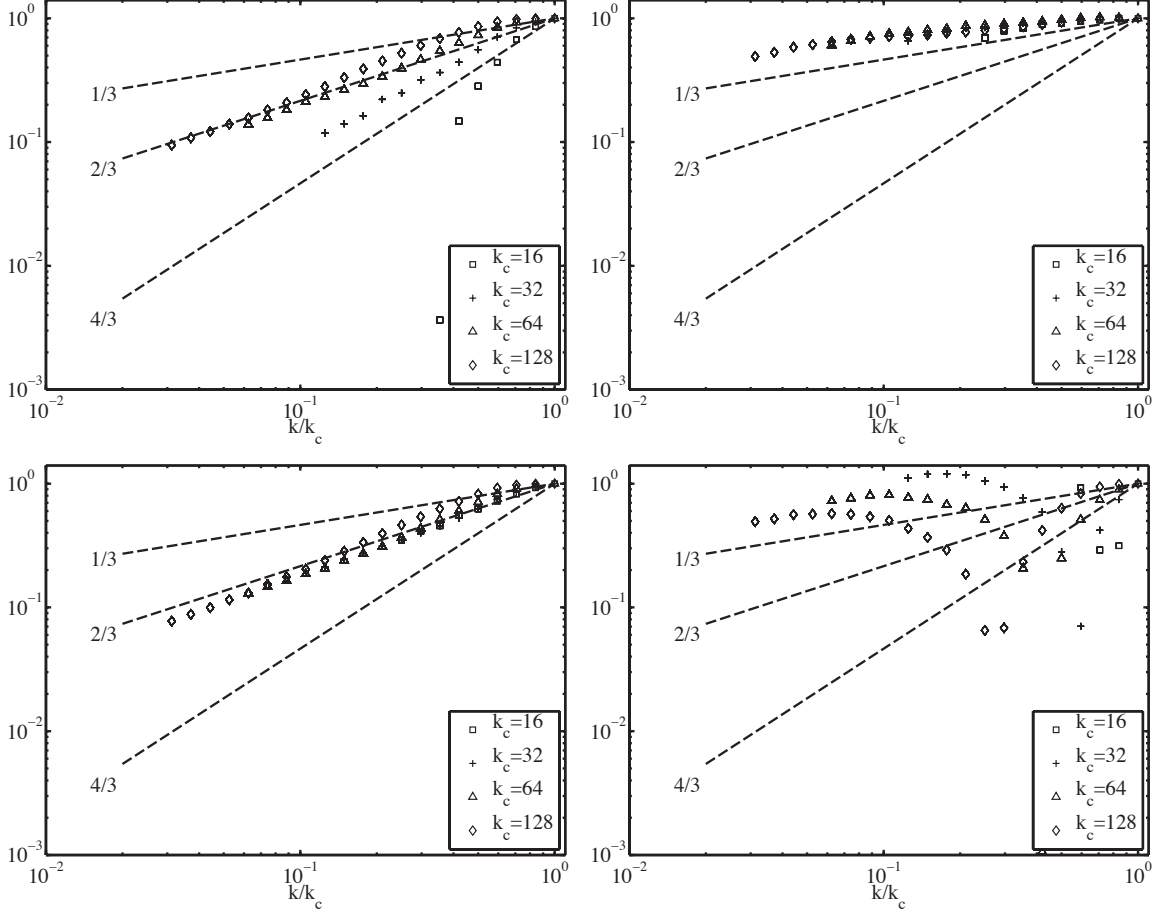 10^0
10^-1
10^-2
10^-3
1/3
2/3
4/3
k_c=16
k_c=32
k_c=64
k_c=128
10^-2
10^-1
10^0
k/k_c
10^0
10^-1
10^-2
10^-3
1/3
2/3
4/3
k_c=16
k_c=32
k_c=64
k_c=128
10^-2
10^-1
10^0
k/k_c
10^0
10^-1
10^-2
10^-3
1/3
2/3
4/3
k_c=16
k_c=32
k_c=64
k_c=128
10^-2
10^-1
10^0
k/k_c
10^0
10^-1
10^-2
10^-3
1/3
2/3
4/3
k_c=16
k_c=32
k_c=64
k_c=128
10^-2
10^-1
10^0
k/k_c